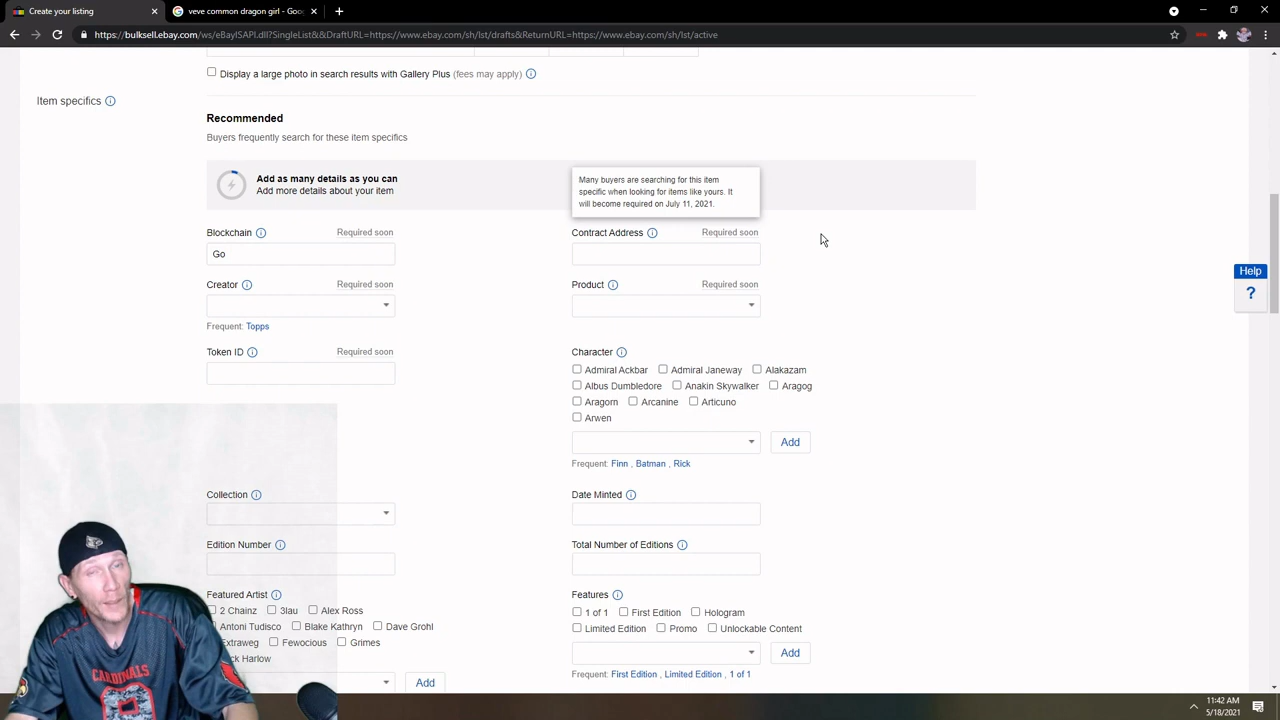 Create your listing
veve common dragon girl - Goo
https://bulksell.ebay.com/ws/eBayISAPI.dll?SingleList&&DraftURL=https://www.ebay.com/sh/lst/drafts&ReturnURL=https://www.ebay.com/sh/lst/active
Display a large photo in search results with Gallery Plus (fees may apply)
Item specifics
Recommended
Buyers frequently search for these item specifics
Add as many details as you can
Add more details about your item
Many buyers are searching for this item
specific when looking for items like yours. It
will become required on July 11, 2021.
Blockchain Required soon
Contract Address Required soon
Go
Help
?
Creator Required soon
Product Required soon
Frequent: Topps
Token ID Required soon
Character
Admiral Ackbar Admiral Janeway Alakazam
Albus Dumbledore Anakin Skywalker Aragog
Aragorn Arcanine Articuno
Arwen
Add
Frequent: Finn , Batman , Rick
Collection
Date Minted
Edition Number
Total Number of Editions
Featured Artist
Features
2 Chainz 3lau Alex Ross
1 of 1 First Edition Hologram
Antoni Tudisco Blake Kathryn Dave Grohl
Limited Edition Promo Unlockable Content
Extraweg Fewocious Grimes
ck Harlow
Add
Add
Frequent: First Edition , Limited Edition , 1 of 1
CARDINALS
11:42 AM
5/18/2021